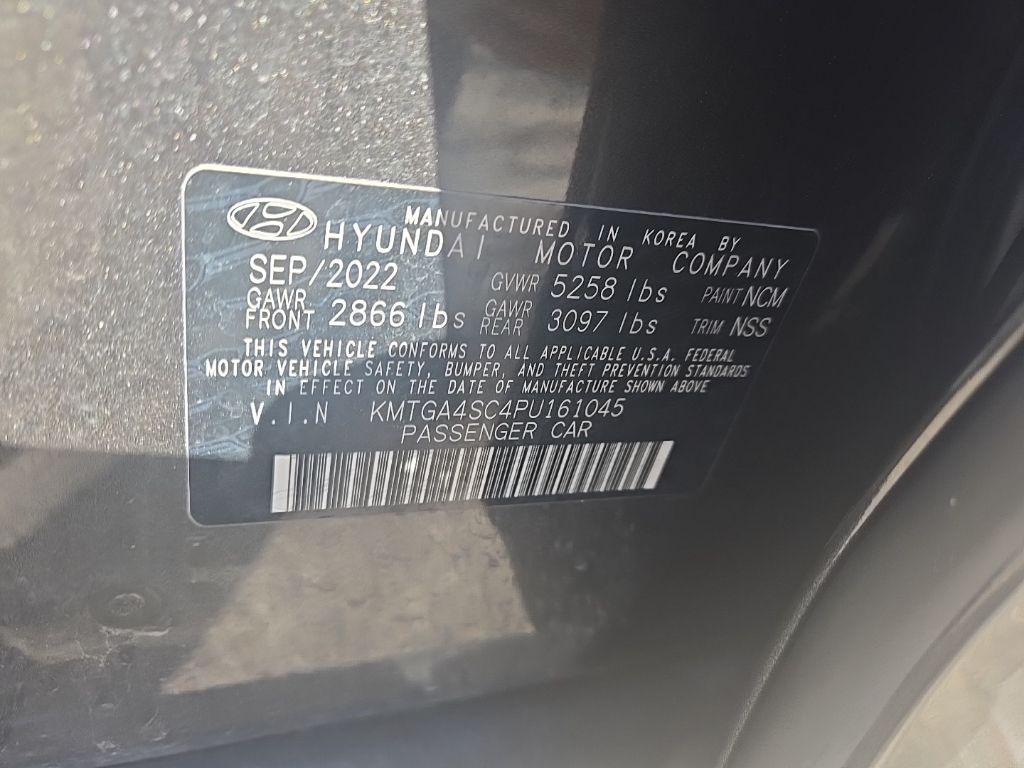 MANUFACTURED IN KOREA BY
HYUNDAI MOTOR COMPANY
SEP/2022 GVWR 5258 lbs PAINT NCM
GAWR FRONT 2866 lbs GAWR REAR 3097 lbs TRIM NSS
THIS VEHICLE CONFORMS TO ALL APPLICABLE U.S.A. FEDERAL
MOTOR VEHICLE SAFETY, BUMPER, AND THEFT PREVENTION STANDARDS
IN EFFECT ON THE DATE OF MANUFACTURE SHOWN ABOVE
V.I.N KMTGA4SC4PU161045
PASSENGER CAR